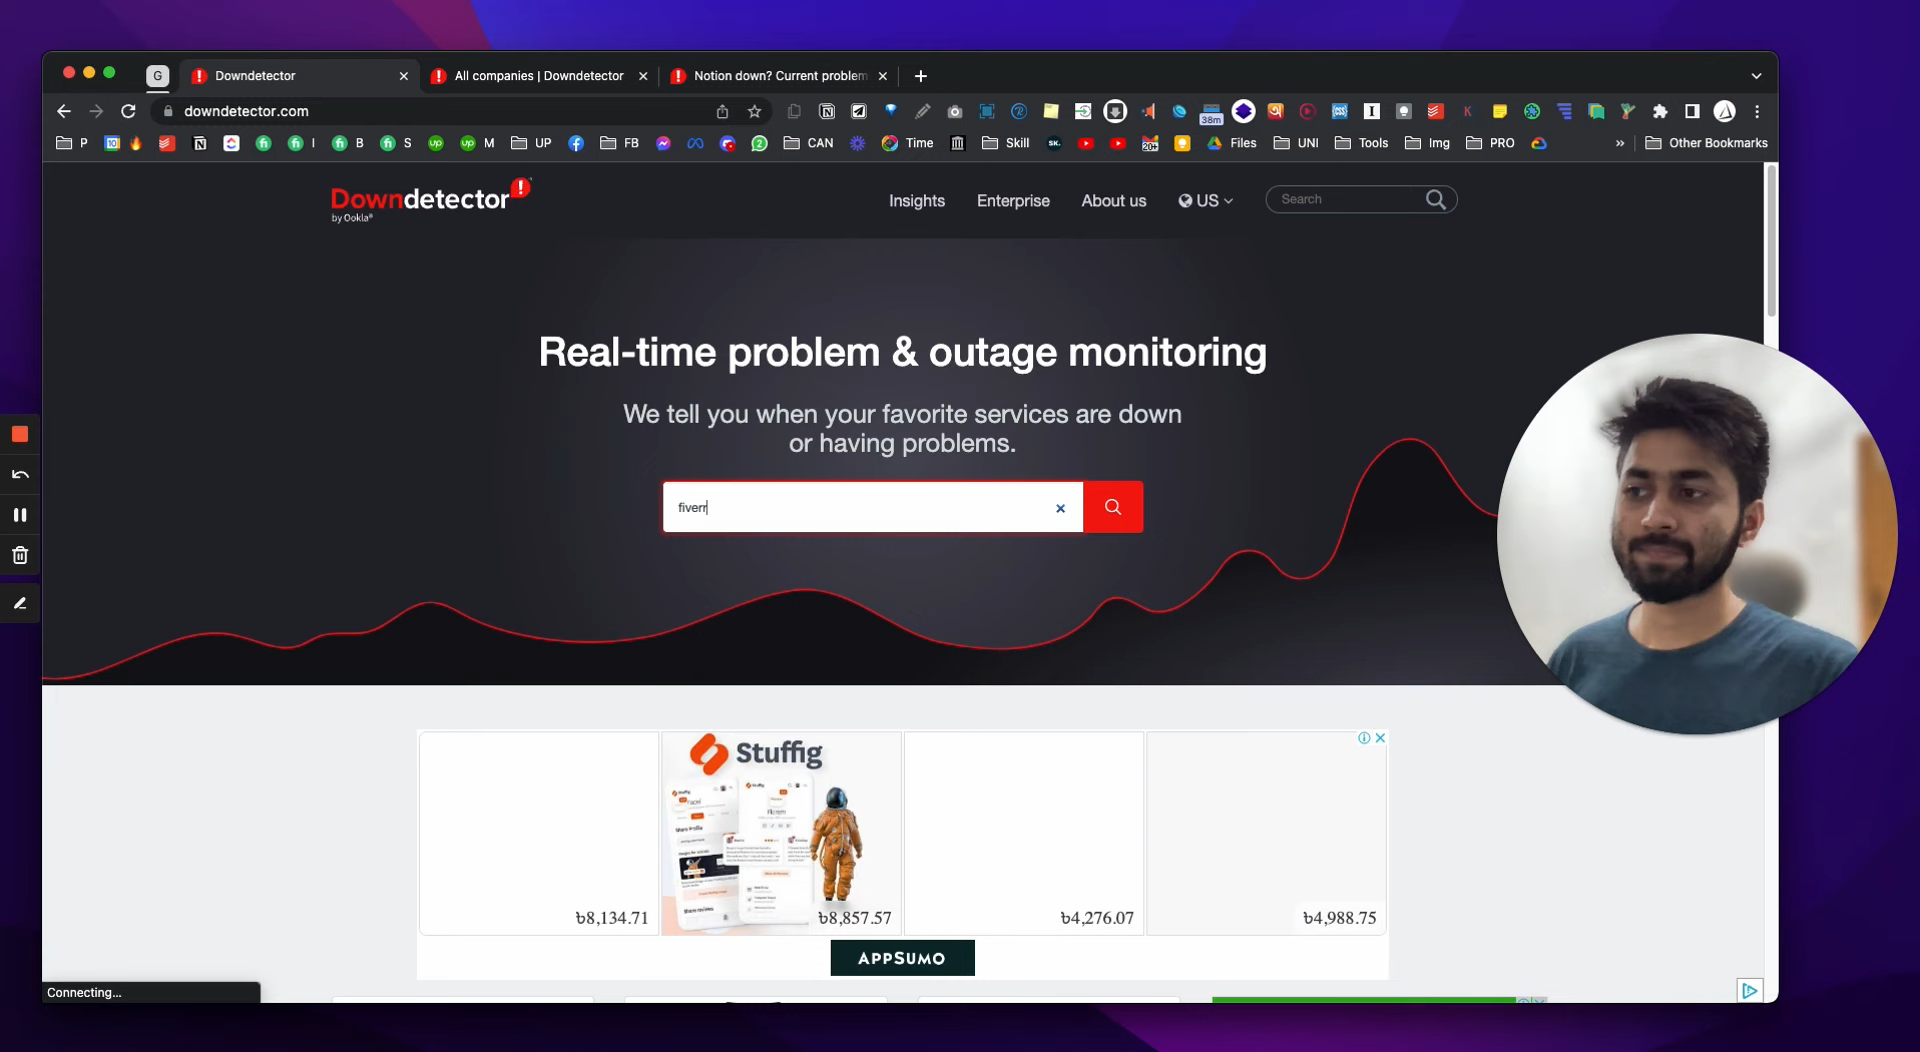 G
Downdetector
All companies | Downdetector
Notion down? Current problem
downdetector.com
38m
P
I
B
S
M
UP
FB
CAN
Time
Skill
SK.
20+
Files
UNI
Tools
Img
PRO
»
Other Bookmarks
Downdetector
by Ookla®
Insights
Enterprise
About us
US
Search
Real-time problem & outage monitoring
We tell you when your favorite services are down
or having problems.
fiverr
Stuffig
৳8,134.71
৳8,857.57
৳4,276.07
৳4,988.75
APPSUMO
Connecting...